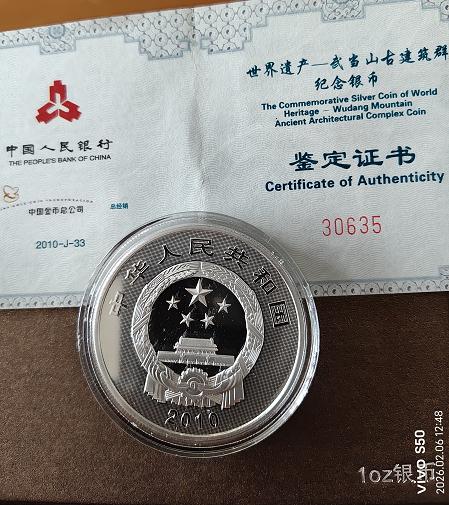 世界遗产—武当山古建筑群
纪念银币
The Commemorative Silver Coin of World
Heritage – Wudang Mountain
Ancient Architectural Complex Coin
鉴定证书
Certificate of Authenticity
30635
中国人民银行
THE PEOPLE'S BANK OF CHINA
中国金币总公司
总经销
2010-J-33
中华人民共和国
2010
1oz银币
vivo S50
2026.02.06 12:48